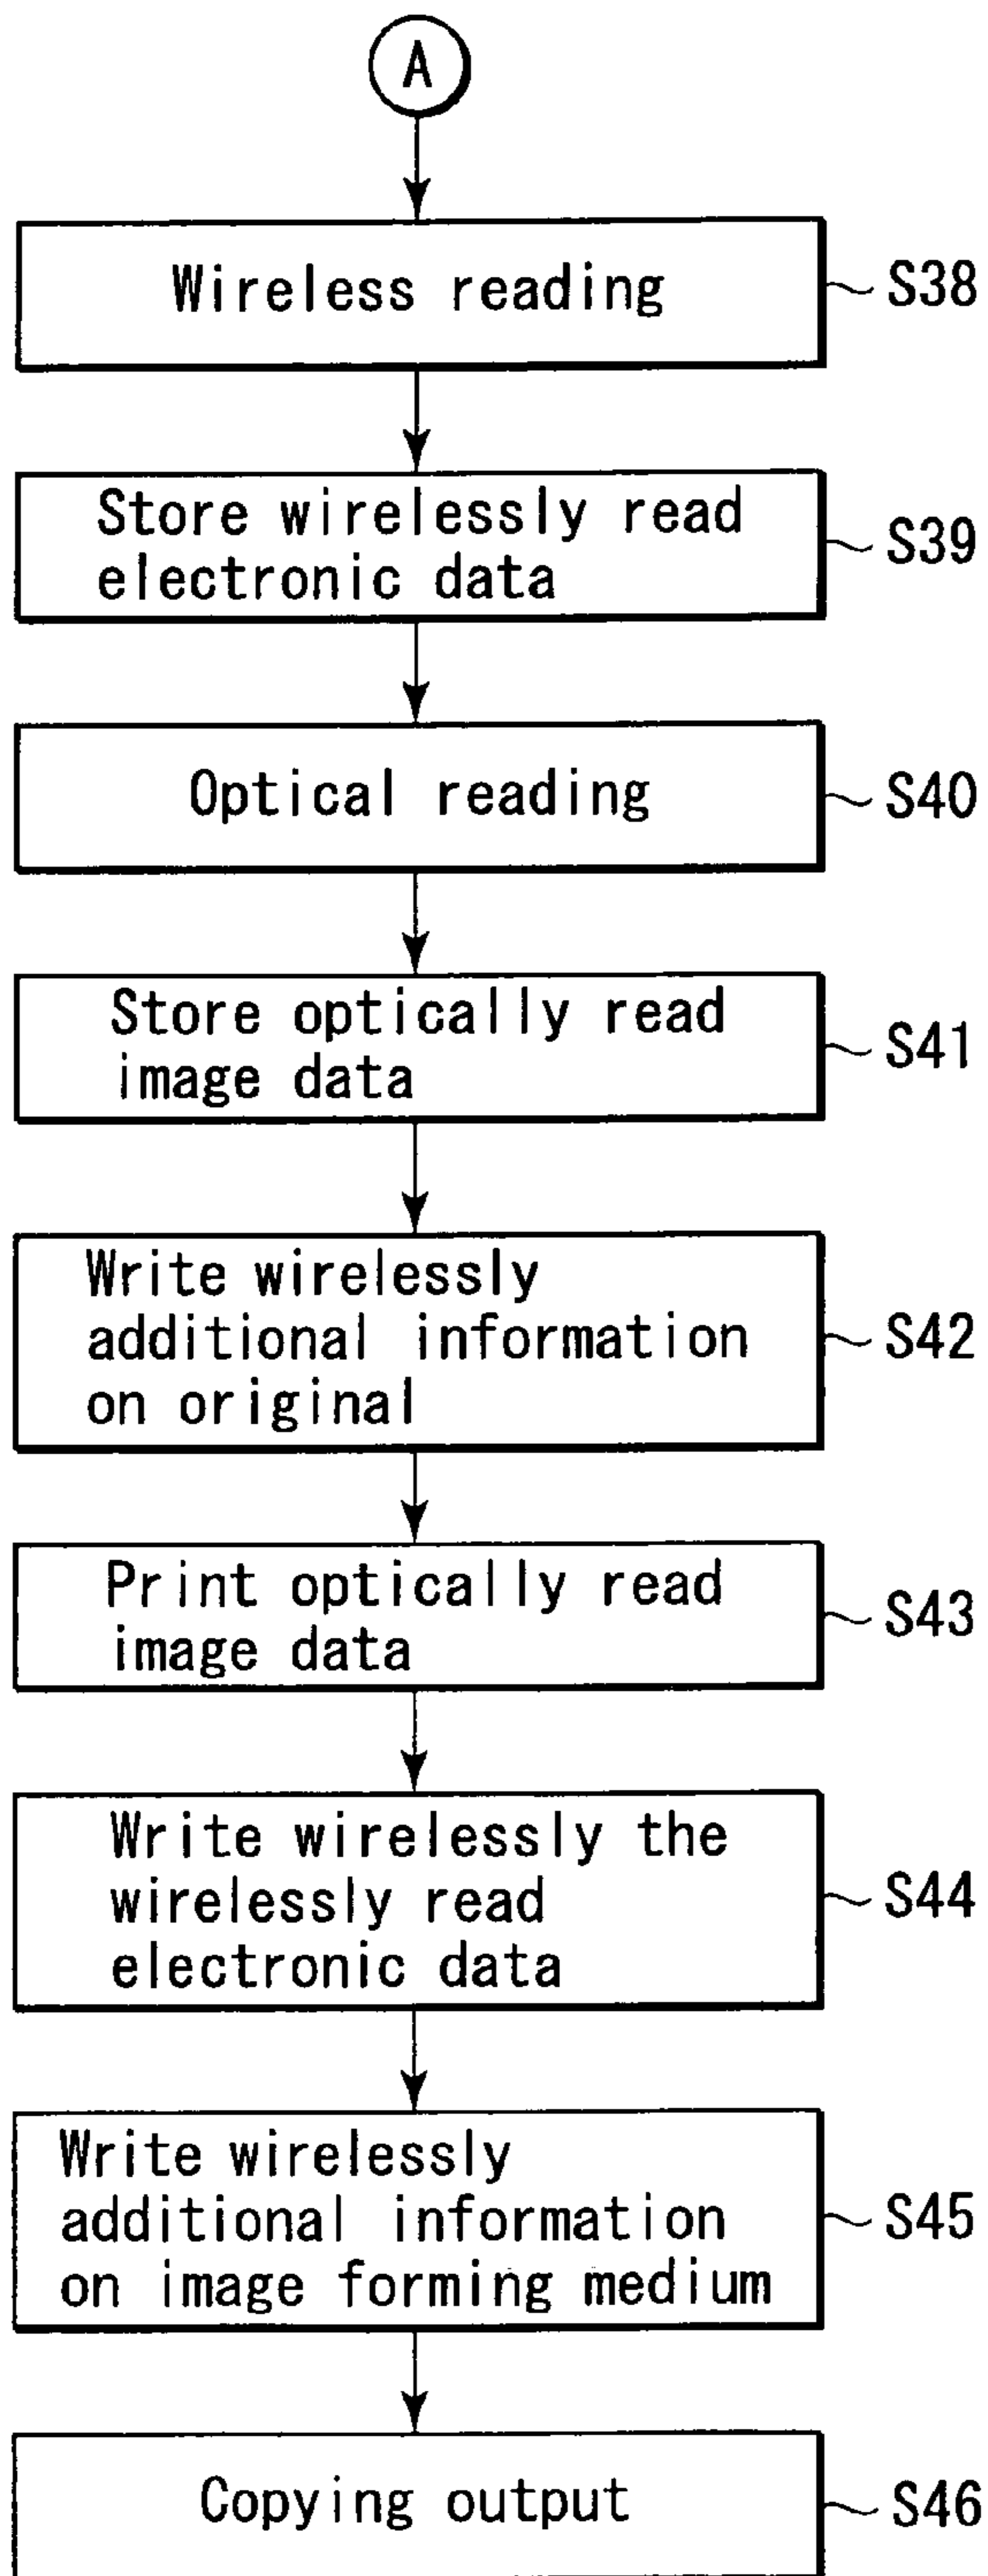 A
Wireless reading
S38
Store wirelessly read
electronic data
S39
Optical reading
S40
Store optically read
image data
S41
Write wirelessly
additional information
on original
S42
Print optically read
image data
S43
Write wirelessly the
wirelessly read
electronic data
S44
Write wirelessly
additional information
on image forming medium
S45
Copying output
S46